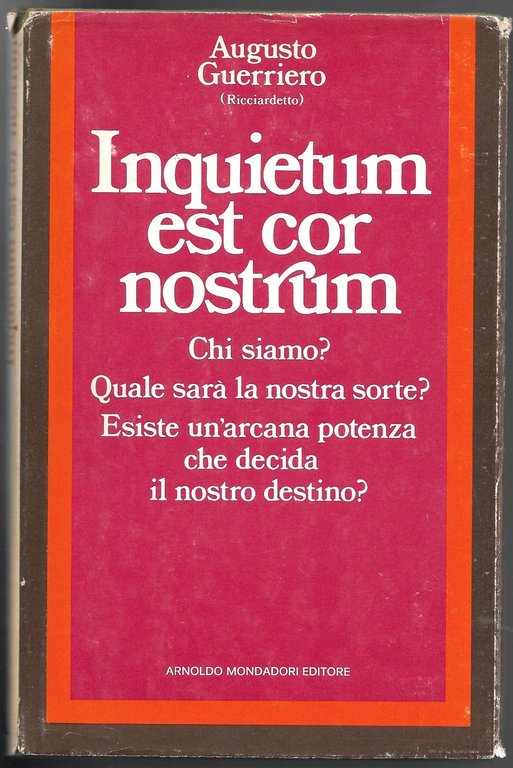 Augusto
Guerriero
(Ricciardetto)
Inquietum
est cor
nostrum
Chi siamo?
Quale sarà la nostra sorte?
Esiste un'arcana potenza
che decida
il nostro destino?
ARNOLDO MONDADORI EDITORE